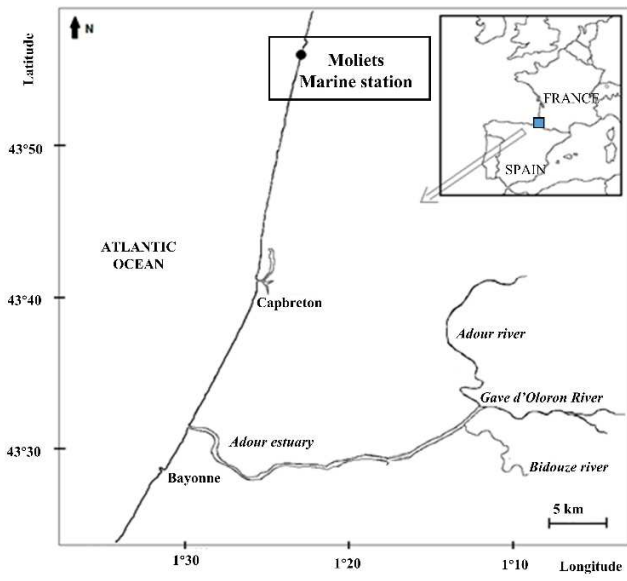 N
Latitude
Moliets
Marine station
FRANCE
SPAIN
43°50
ATLANTIC
OCEAN
43°40
Capbreton
Adour river
Gave d'Oloron River
43°30
Adour estuary
Bayonne
Bidouze river
5 km
1°30
1°20
1°10
Longitude